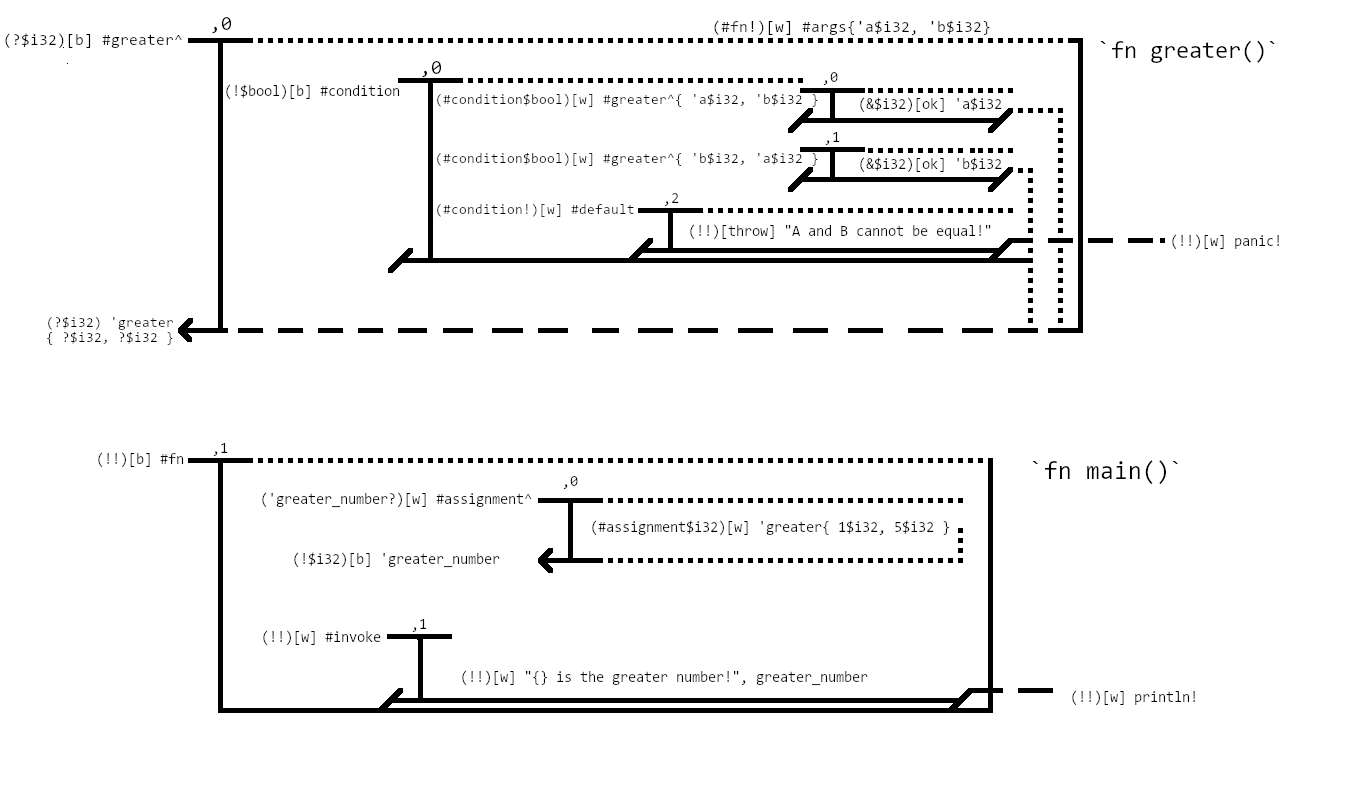 ,0
(#fn!)[w] #args{'a$i32, 'b$i32}
(?$i32)[b] #greater^
`fn greater()`
,0
(!$bool)[b] #condition
,0
(#condition$bool)[w] #greater^{ 'a$i32, 'b$i32 }
(&$i32)[ok] 'a$i32
,1
(#condition$bool)[w] #greater^{ 'b$i32, 'a$i32 }
(&$i32)[ok] 'b$i32
,2
(#condition!)[w] #default
(!!)[throw] "A and B cannot be equal!"
(!!)[w] panic!
(?$i32) 'greater
{ ?$i32, ?$i32 }
,1
(!!)[b] #fn
`fn main()`
,0
('greater_number?)[w] #assignment^
(#assignment$i32)[w] 'greater{ 1$i32, 5$i32 }
(!$i32)[b] 'greater_number
,1
(!!)[w] #invoke
(!!)[w] "{} is the greater number!", greater_number
(!!)[w] println!